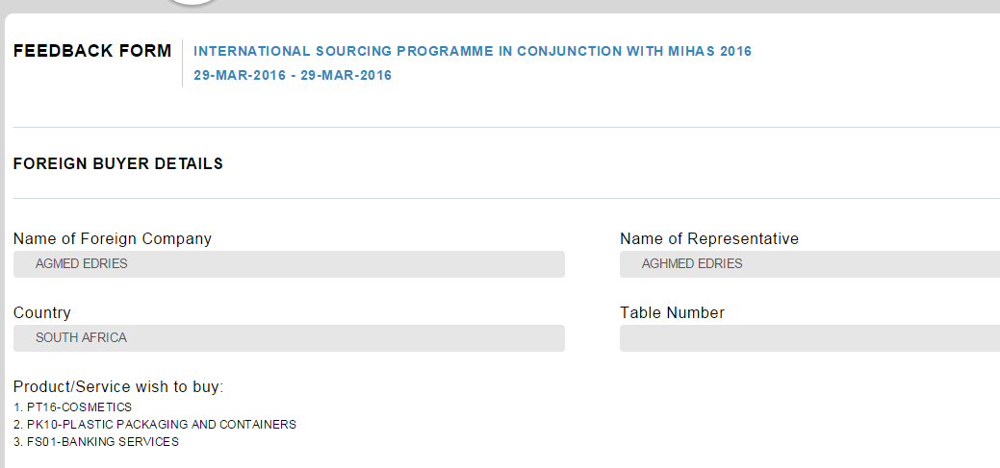 FEEDBACK FORM
INTERNATIONAL SOURCING PROGRAMME IN CONJUNCTION WITH MIHAS 2016
29-MAR-2016 - 29-MAR-2016
FOREIGN BUYER DETAILS
Name of Foreign Company
AGMED EDRIES
Name of Representative
AGHMED EDRIES
Country
SOUTH AFRICA
Table Number
Product/Service wish to buy:
1. PT16-COSMETICS
2. PK10-PLASTIC PACKAGING AND CONTAINERS
3. FS01-BANKING SERVICES